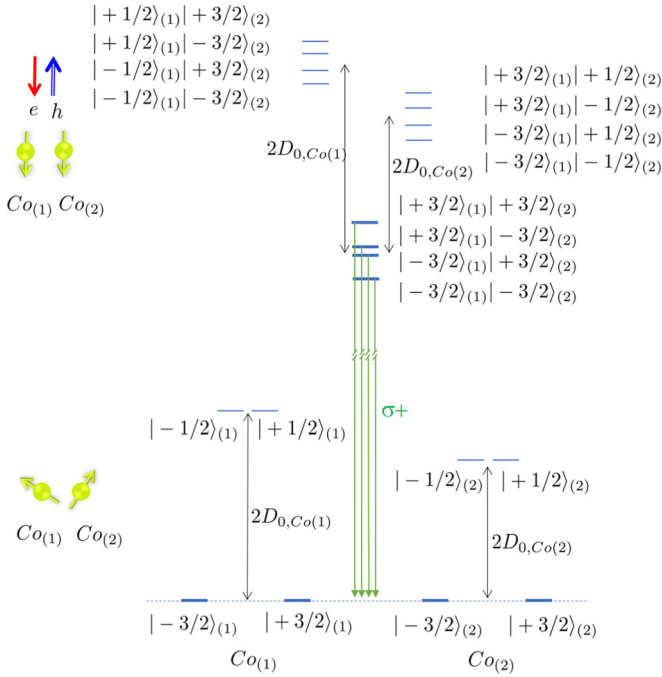 |+1/2⟩(1)|+3/2⟩(2)
|+1/2⟩(1)|−3/2⟩(2)
|−1/2⟩(1)|+3/2⟩(2)
|−1/2⟩(1)|−3/2⟩(2)
e h
Co(1) Co(2)
|+3/2⟩(1)|+1/2⟩(2)
|+3/2⟩(1)|−1/2⟩(2)
|−3/2⟩(1)|+1/2⟩(2)
|−3/2⟩(1)|−1/2⟩(2)
2D0,Co(1)
2D0,Co(2)
|+3/2⟩(1)|+3/2⟩(2)
|+3/2⟩(1)|−3/2⟩(2)
|−3/2⟩(1)|+3/2⟩(2)
|−3/2⟩(1)|−3/2⟩(2)
σ+
|−1/2⟩(1) |+1/2⟩(1)
|−1/2⟩(2) |+1/2⟩(2)
Co(1) Co(2)
2D0,Co(1)
2D0,Co(2)
|−3/2⟩(1) |+3/2⟩(1) |−3/2⟩(2) |+3/2⟩(2)
Co(1) Co(2)